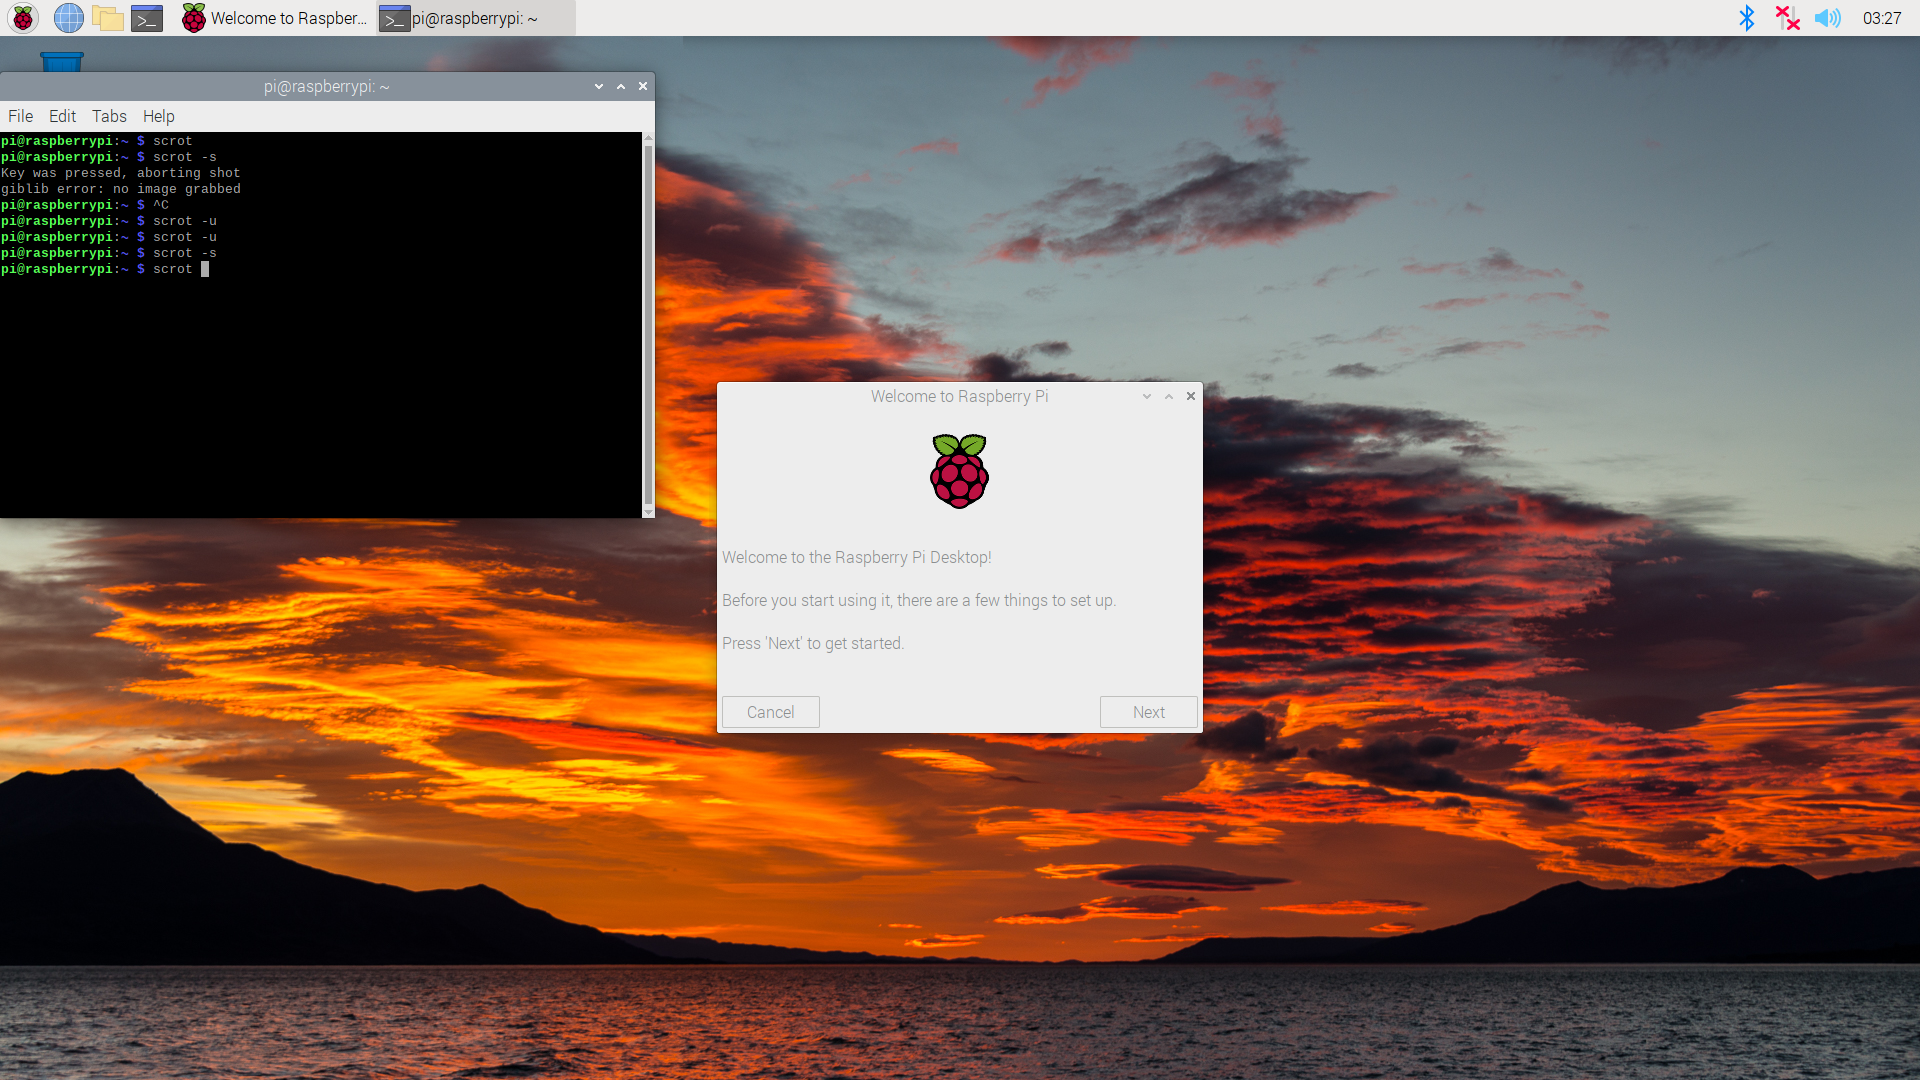 Welcome to Raspber... pi@raspberrypi: ~ 03:27
pi@raspberrypi: ~
File Edit Tabs Help
pi@raspberrypi:~ $ scrot
pi@raspberrypi:~ $ scrot -s
Key was pressed, aborting shot
giblib error: no image grabbed
pi@raspberrypi:~ $ ^C
pi@raspberrypi:~ $ scrot -u
pi@raspberrypi:~ $ scrot -u
pi@raspberrypi:~ $ scrot -s
pi@raspberrypi:~ $ scrot
Welcome to Raspberry Pi
Welcome to the Raspberry Pi Desktop!
Before you start using it, there are a few things to set up.
Press 'Next' to get started.
Cancel Next